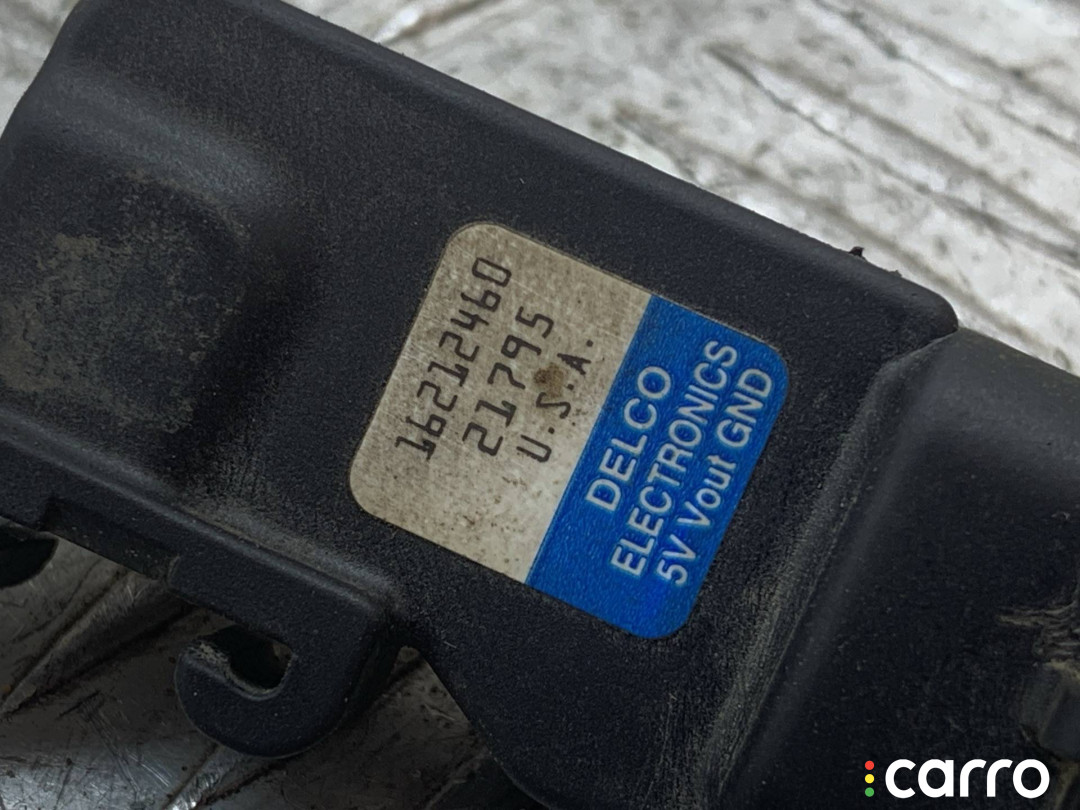 16212460
21795
U.S.A.
DELCO
ELECTRONICS
5V Vout GND
carro